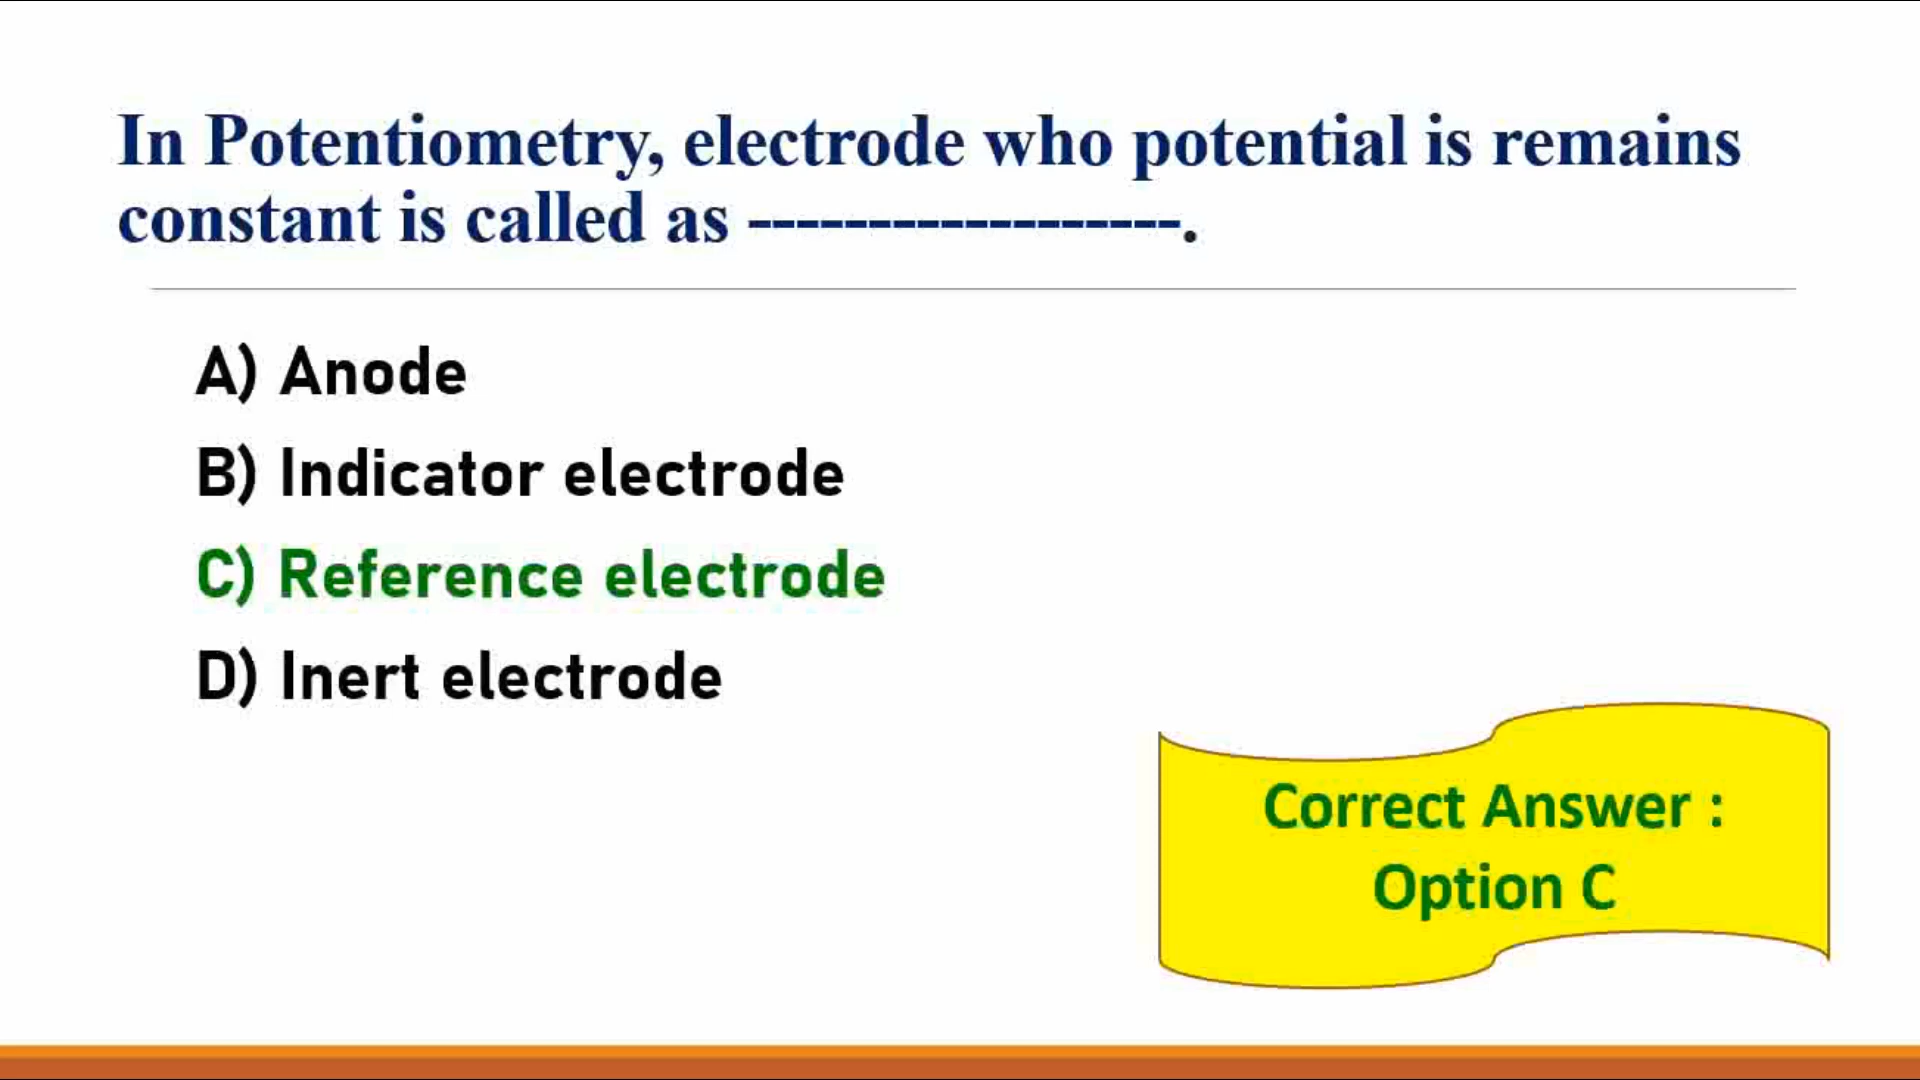 In Potentiometry, electrode who potential is remains
constant is called as ------------------.
A) Anode
B) Indicator electrode
C) Reference electrode
D) Inert electrode
Correct Answer :
Option C